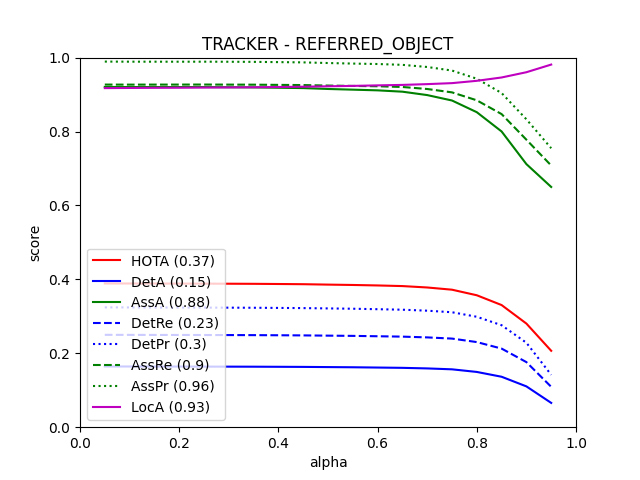 TRACKER - REFERRED_OBJECT
1.0
0.8
0.6
0.4
0.2
0.0
score
HOTA (0.37)
DetA (0.15)
AssA (0.88)
DetRe (0.23)
DetPr (0.3)
AssRe (0.9)
AssPr (0.96)
LocA (0.93)
0.0 0.2 0.4 0.6 0.8 1.0
alpha